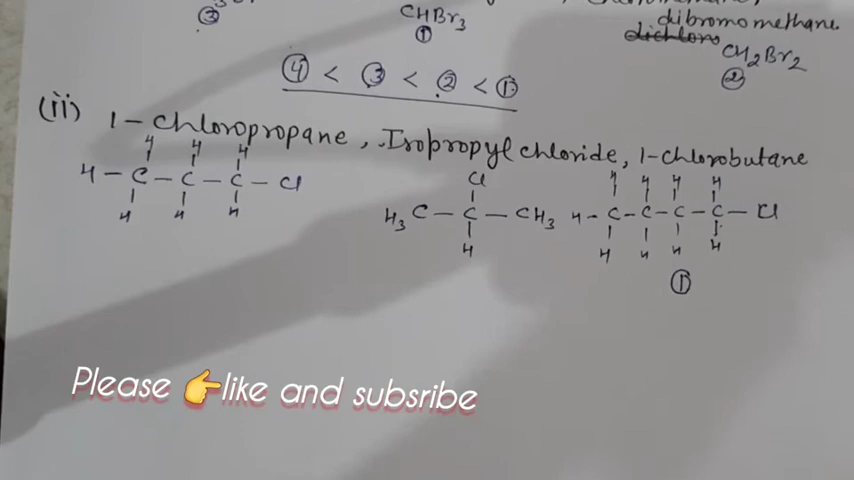 dibromomethane
CHBr3
①
dichloro
CH2Br2
②
④ < ③ < ② < ①
(ii) 1-Chloropropane, Isopropyl chloride, 1-chlorobutane
H H H Cl H H H H
H - C - C - C - Cl H3C - C - CH3 H - C - C - C - C - Cl
H H H H H H H H
①
Please 👉 like and subsribe